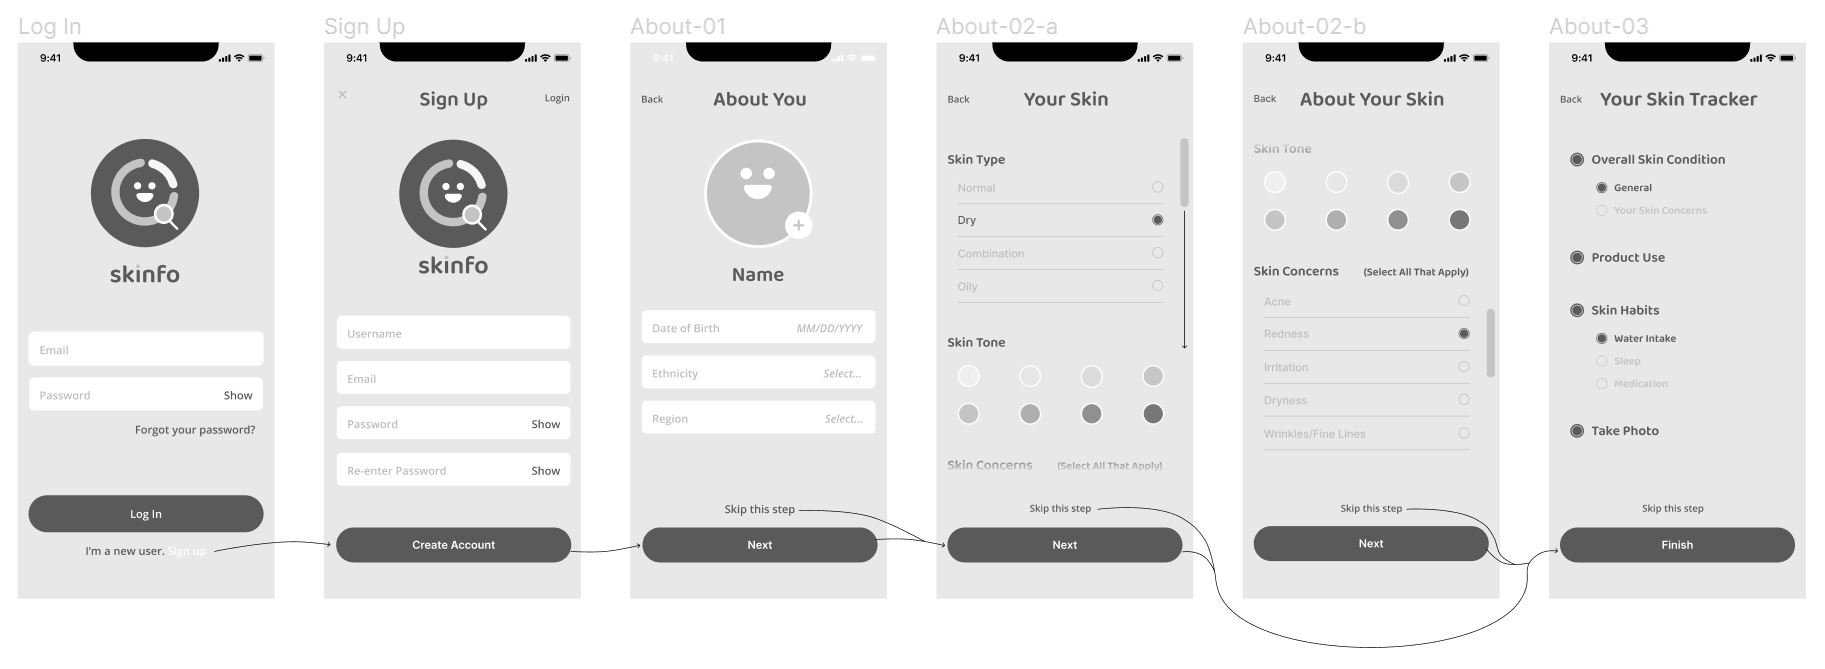 Log In
9:41
skinfo
Email
Password Show
Forgot your password?
Log In
I'm a new user. Sign up
Sign Up
9:41
Sign Up Login
skinfo
Username
Email
Password Show
Re-enter Password Show
Create Account
About-01
9:41
Back About You
Name
Date of Birth MM/DD/YYYY
Ethnicity Select...
Region Select...
Skip this step
Next
About-02-a
9:41
Back Your Skin
Skin Type
Normal
Dry
Combination
Oily
Skin Tone
Skin Concerns (Select All That Apply)
Skip this step
Next
About-02-b
9:41
Back About Your Skin
Skin Tone
Skin Concerns (Select All That Apply)
Acne
Redness
Irritation
Dryness
Wrinkles/Fine Lines
Skip this step
Next
About-03
9:41
Back Your Skin Tracker
Overall Skin Condition
General
Your Skin Concerns
Product Use
Skin Habits
Water Intake
Sleep
Medication
Take Photo
Skip this step
Finish